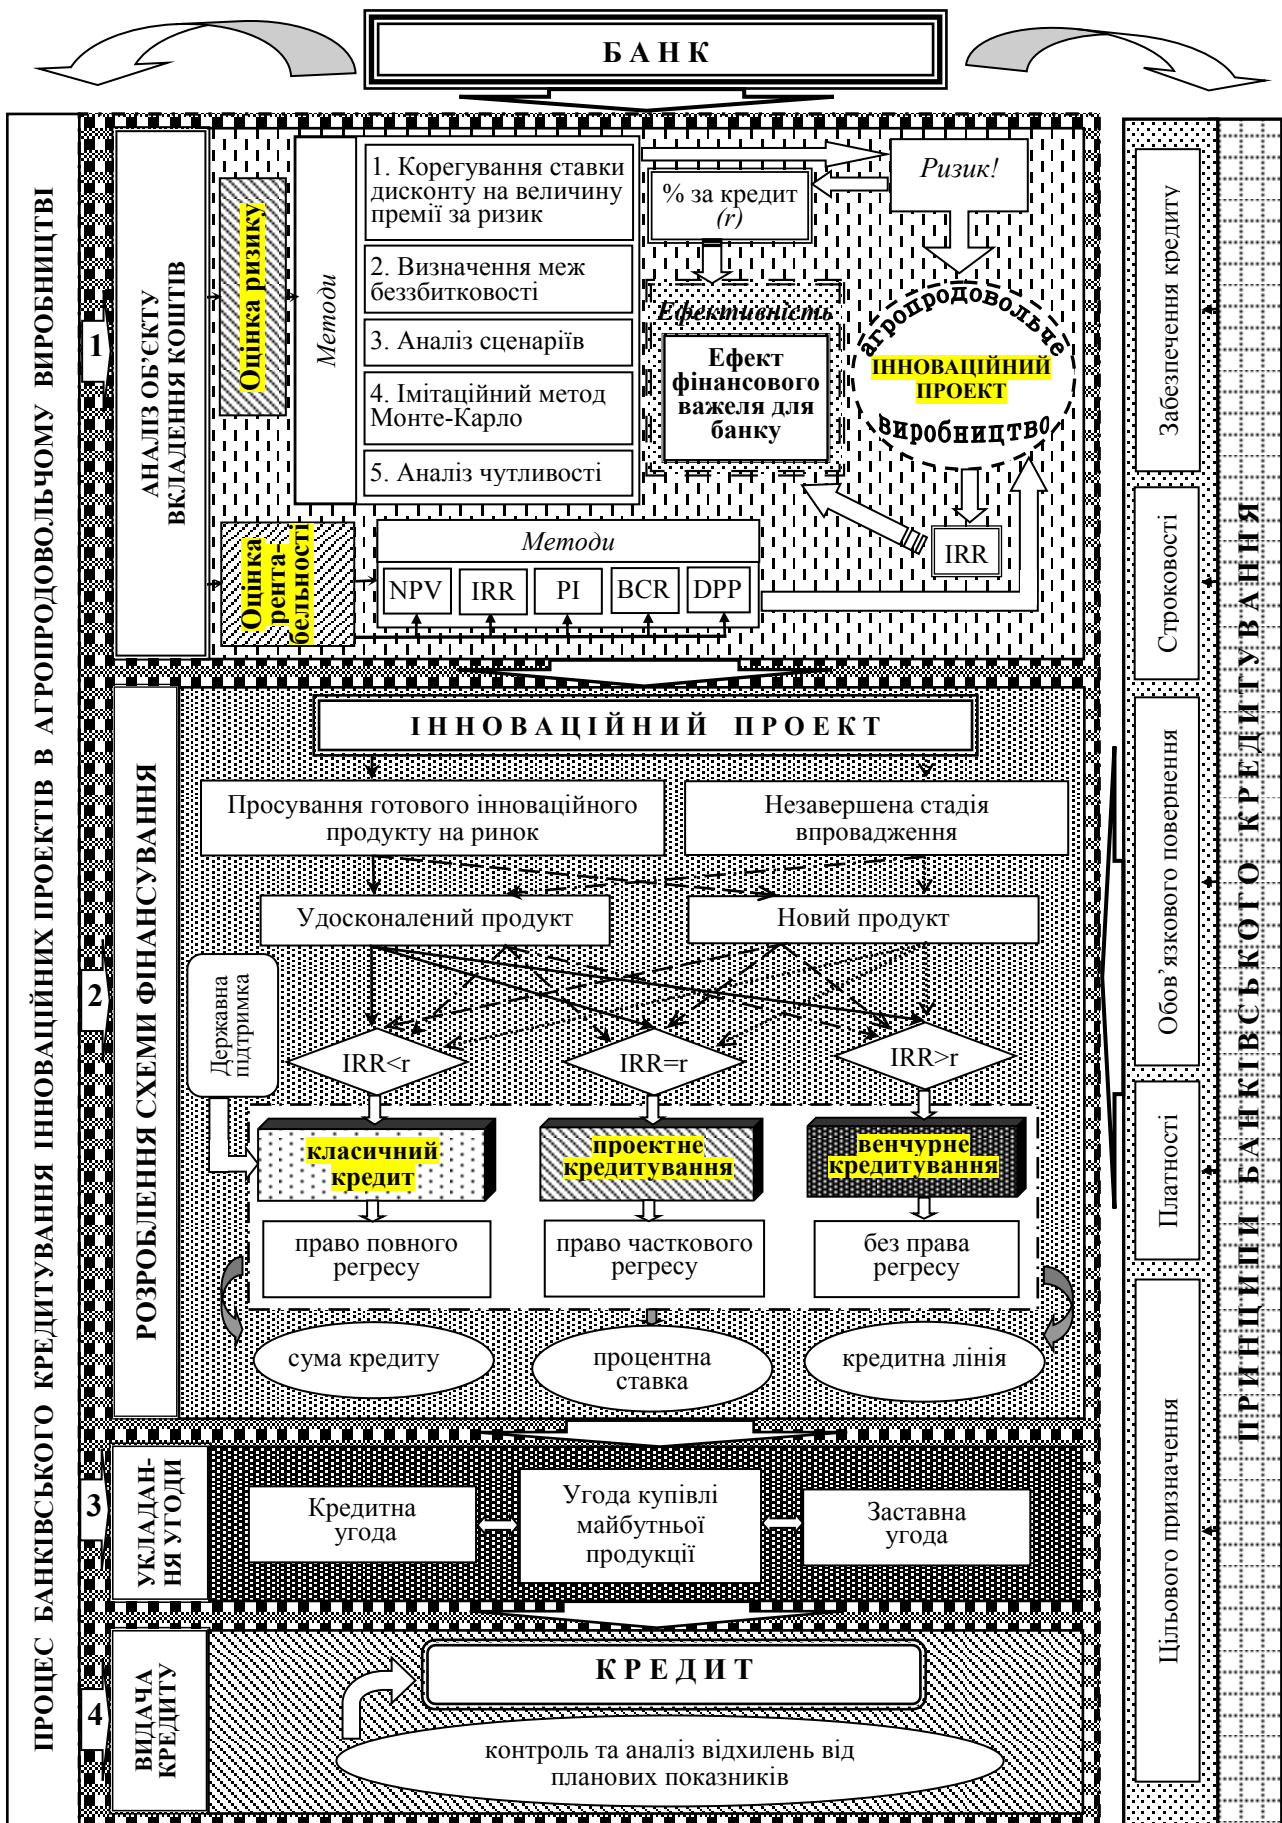 БАНК
ПРОЦЕС БАНКІВСЬКОГО КРЕДИТУВАННЯ ІННОВАЦІЙНИХ ПРОЕКТІВ В АГРОПРОДОВОЛЬЧОМУ ВИРОБНИЦТВІ
1
АНАЛІЗ ОБ'ЄКТУ
ВКЛАДЕННЯ КОШТІВ
Оцінка ризику
Методи
1. Корегування ставки
дисконту на величину
премії за ризик
2. Визначення меж
беззбитковості
3. Аналіз сценаріїв
4. Імітаційний метод
Монте-Карло
5. Аналіз чутливості
% за кредит
(r)
Ризик!
Ефективність
Ефект
фінансового
важеля для
банку
агропродовольче
ІННОВАЦІЙНИЙ
ПРОЕКТ
виробництво
IRR
Оцінка
рента-
бельності
Методи
NPV
IRR
PI
BCR
DPP
2
РОЗРОБЛЕННЯ СХЕМИ ФІНАНСУВАННЯ
ІННОВАЦІЙНИЙ ПРОЕКТ
Просування готового інноваційного
продукту на ринок
Незавершена стадія
впровадження
Удосконалений продукт
Новий продукт
Державна
підтримка
IRR<r
IRR=r
IRR>r
класичний
кредит
проектне
кредитування
венчурне
кредитування
право повного
регресу
право часткового
регресу
без права
регресу
сума кредиту
процентна
ставка
кредитна лінія
3
УКЛАДАН-
НЯ УГОДИ
Кредитна
угода
Угода купівлі
майбутньої
продукції
Заставна
угода
4
ВИДАЧА
КРЕДИТУ
КРЕДИТ
контроль та аналіз відхилень від
планових показників
Забезпечення кредиту
Строковості
Обов'язкового повернення
Платності
Цільового призначення
ПРИНЦИПИ БАНКІВСЬКОГО КРЕДИТУВАННЯ